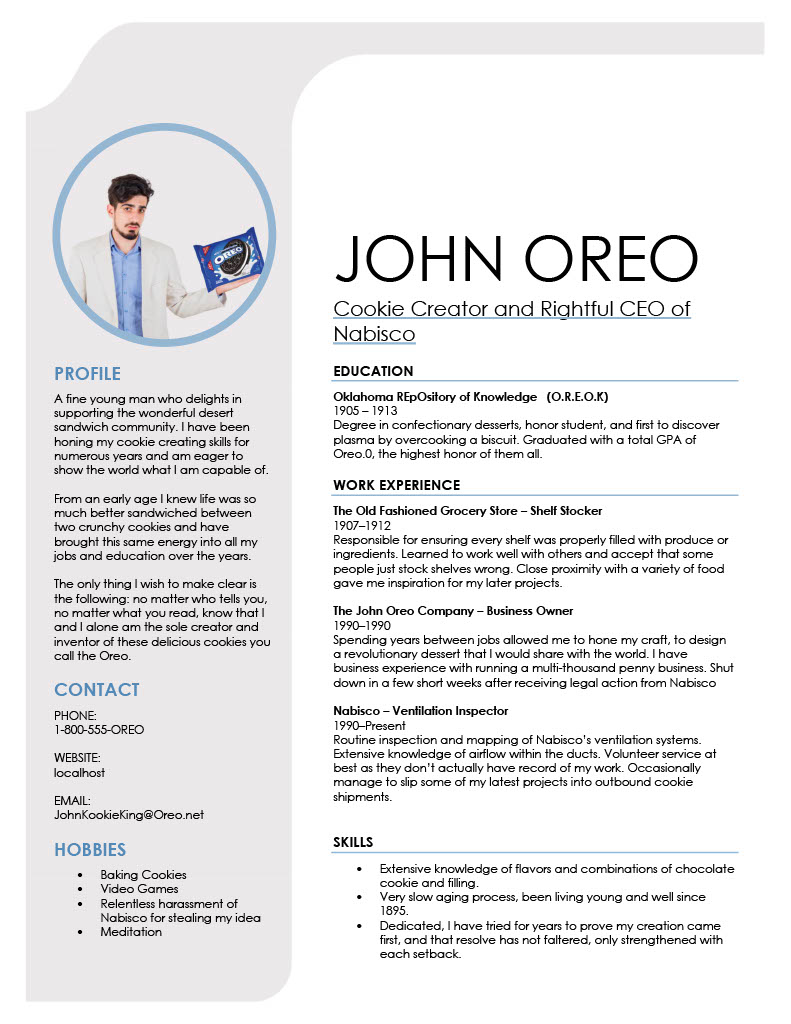 OREO
PROFILE
A fine young man who delights in
supporting the wonderful desert
sandwich community. I have been
honing my cookie creating skills for
numerous years and am eager to
show the world what I am capable of.
From an early age I knew life was so
much better sandwiched between
two crunchy cookies and have
brought this same energy into all my
jobs and education over the years.
The only thing I wish to make clear is
the following: no matter who tells you,
no matter what you read, know that I
and I alone am the sole creator and
inventor of these delicious cookies you
call the Oreo.
CONTACT
PHONE:
1-800-555-OREO
WEBSITE:
localhost
EMAIL:
JohnKookieKing@Oreo.net
HOBBIES
• Baking Cookies
• Video Games
• Relentless harassment of
Nabisco for stealing my idea
• Meditation
JOHN OREO
Cookie Creator and Rightful CEO of
Nabisco
EDUCATION
Oklahoma REpOsitory of Knowledge (O.R.E.O.K)
1905 – 1913
Degree in confectionary desserts, honor student, and first to discover
plasma by overcooking a biscuit. Graduated with a total GPA of
Oreo.0, the highest honor of them all.
WORK EXPERIENCE
The Old Fashioned Grocery Store – Shelf Stocker
1907–1912
Responsible for ensuring every shelf was properly filled with produce or
ingredients. Learned to work well with others and accept that some
people just stock shelves wrong. Close proximity with a variety of food
gave me inspiration for my later projects.
The John Oreo Company – Business Owner
1990–1990
Spending years between jobs allowed me to hone my craft, to design
a revolutionary dessert that I would share with the world. I have
business experience with running a multi-thousand penny business. Shut
down in a few short weeks after receiving legal action from Nabisco
Nabisco – Ventilation Inspector
1990–Present
Routine inspection and mapping of Nabisco’s ventilation systems.
Extensive knowledge of airflow within the ducts. Volunteer service at
best as they don’t actually have record of my work. Occasionally
manage to slip some of my latest projects into outbound cookie
shipments.
SKILLS
• Extensive knowledge of flavors and combinations of chocolate
cookie and filling.
• Very slow aging process, been living young and well since
1895.
• Dedicated, I have tried for years to prove my creation came
first, and that resolve has not faltered, only strengthened with
each setback.